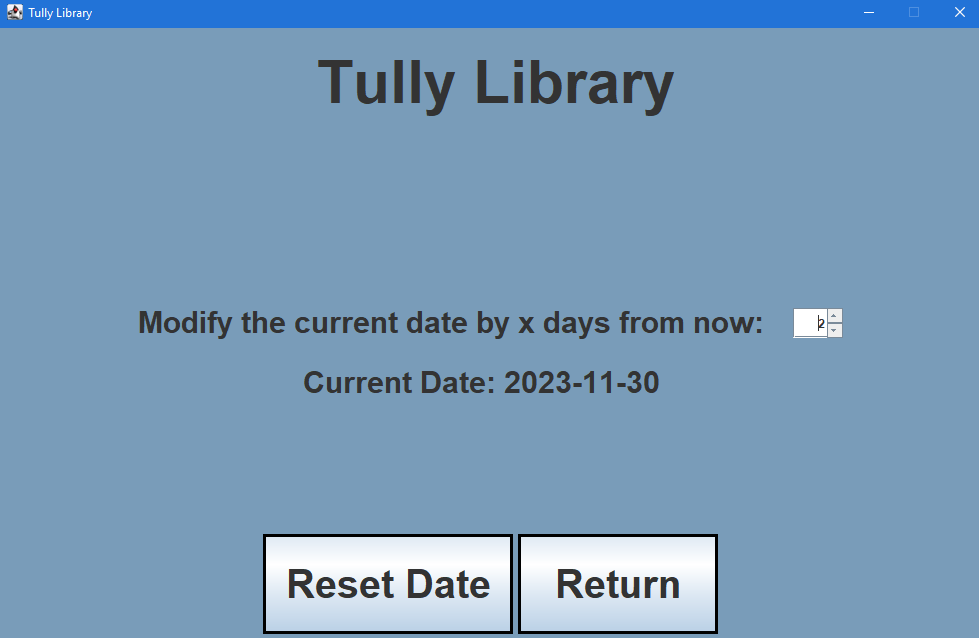 Tully Library
Tully Library
Modify the current date by x days from now: 2
Current Date: 2023-11-30
Reset Date Return